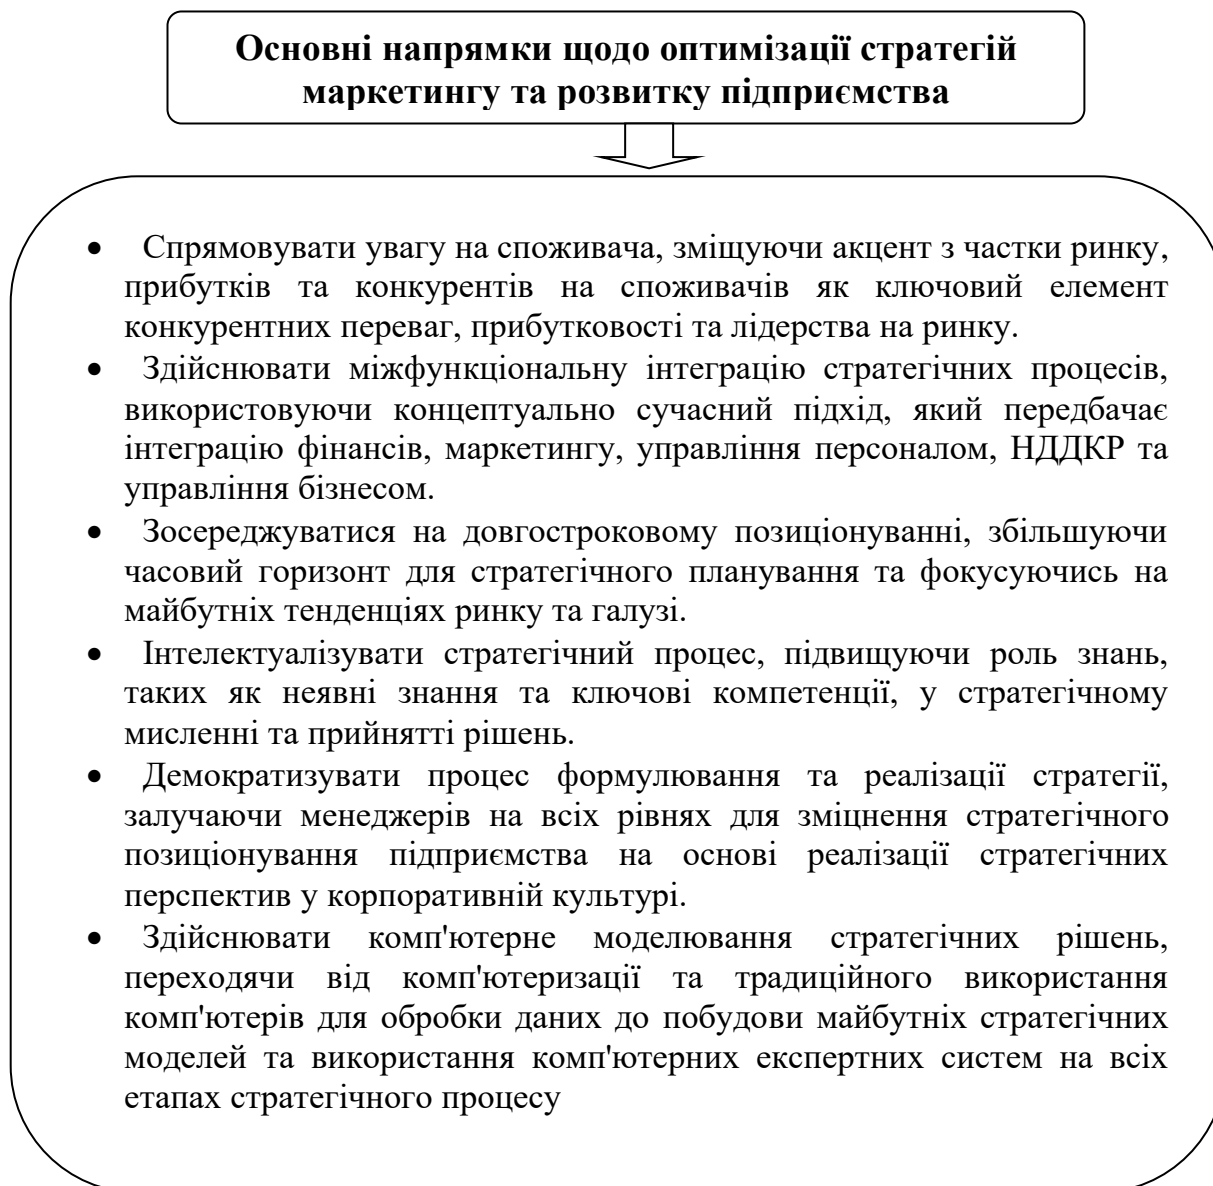 Основні напрямки щодо оптимізації стратегій
маркетингу та розвитку підприємства
• Спрямовувати увагу на споживача, зміщуючи акцент з частки ринку,
прибутків та конкурентів на споживачів як ключовий елемент
конкурентних переваг, прибутковості та лідерства на ринку.
• Здійснювати міжфункціональну інтеграцію стратегічних процесів,
використовуючи концептуально сучасний підхід, який передбачає
інтеграцію фінансів, маркетингу, управління персоналом, НДДКР та
управління бізнесом.
• Зосереджуватися на довгостроковому позиціонуванні, збільшуючи
часовий горизонт для стратегічного планування та фокусуючись на
майбутніх тенденціях ринку та галузі.
• Інтелектуалізувати стратегічний процес, підвищуючи роль знань,
таких як неявні знання та ключові компетенції, у стратегічному
мисленні та прийнятті рішень.
• Демократизувати процес формулювання та реалізації стратегії,
залучаючи менеджерів на всіх рівнях для зміцнення стратегічного
позиціонування підприємства на основі реалізації стратегічних
перспектив у корпоративній культурі.
• Здійснювати комп'ютерне моделювання стратегічних рішень,
переходячи від комп'ютеризації та традиційного використання
комп'ютерів для обробки даних до побудови майбутніх стратегічних
моделей та використання комп'ютерних експертних систем на всіх
етапах стратегічного процесу